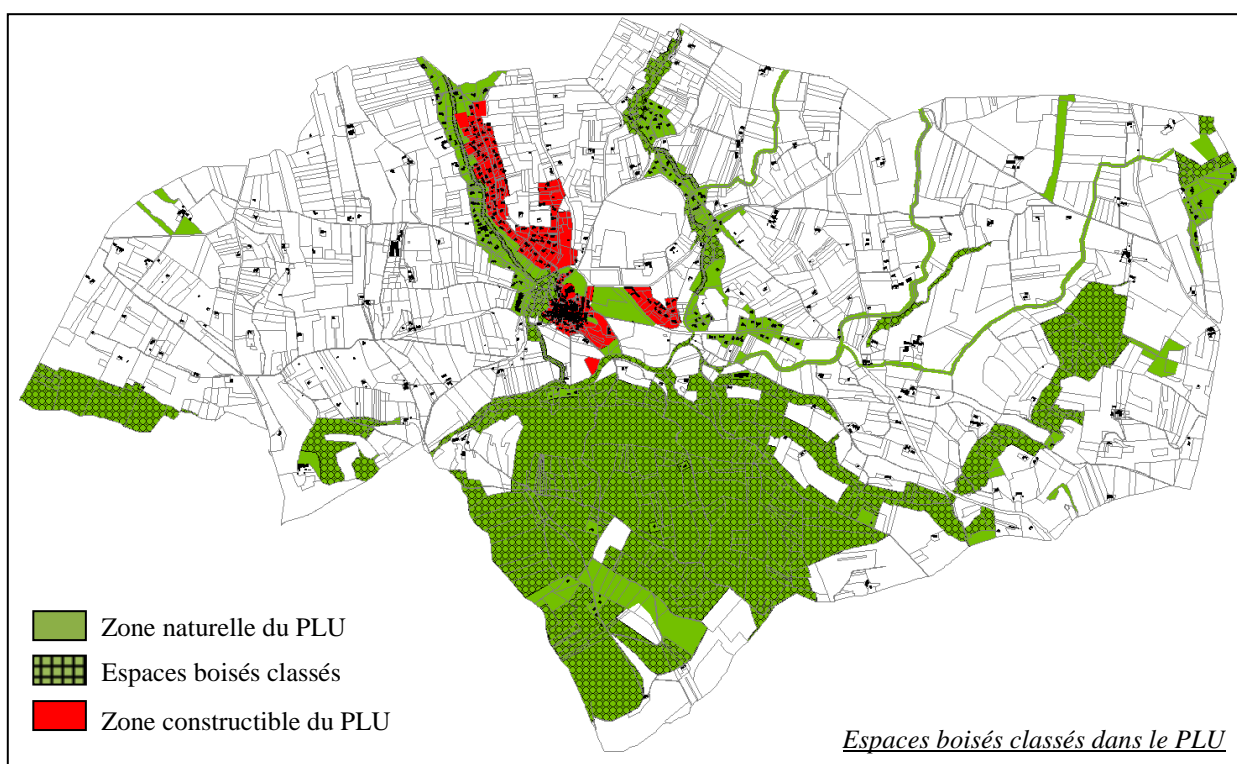 Zone naturelle du PLU
Espaces boisés classés
Zone constructible du PLU
Espaces boisés classés dans le PLU